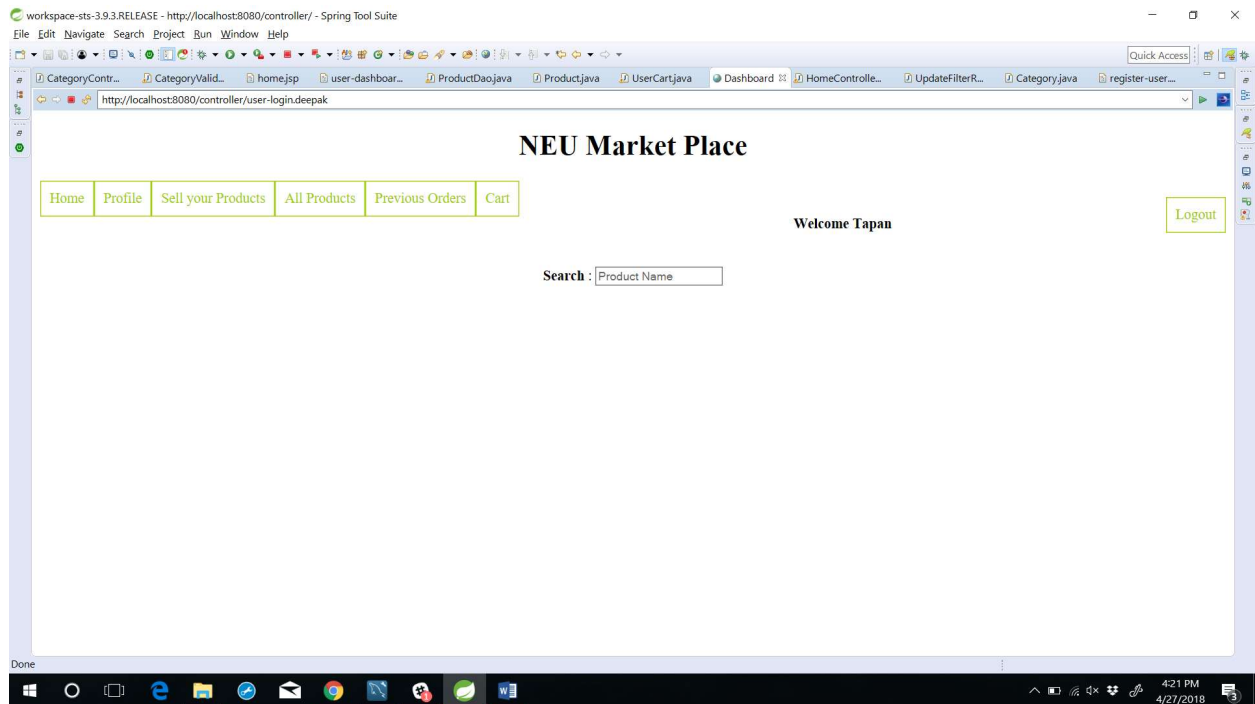 workspace-sts-3.9.3.RELEASE - http://localhost:8080/controller/ - Spring Tool Suite
File Edit Navigate Search Project Run Window Help
Quick Access
CategoryContr... CategoryValid... home.jsp user-dashboar... ProductDao.java Product.java UserCart.java Dashboard HomeControlle... UpdateFilterR... Category.java register-user....
http://localhost:8080/controller/user-login.deepak
NEU Market Place
Home Profile Sell your Products All Products Previous Orders Cart
Logout
Welcome Tapan
Search : Product Name
Done
4:21 PM
4/27/2018
3